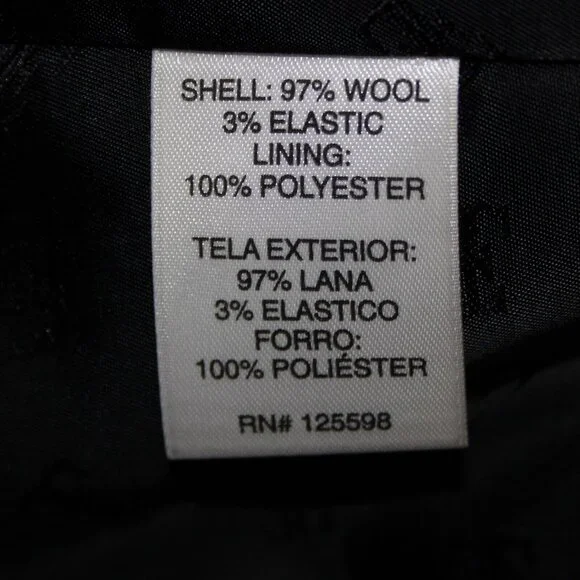 SHELL: 97% WOOL
3% ELASTIC
LINING:
100% POLYESTER
TELA EXTERIOR:
97% LANA
3% ELASTICO
FORRO:
100% POLIÉSTER
RN# 125598